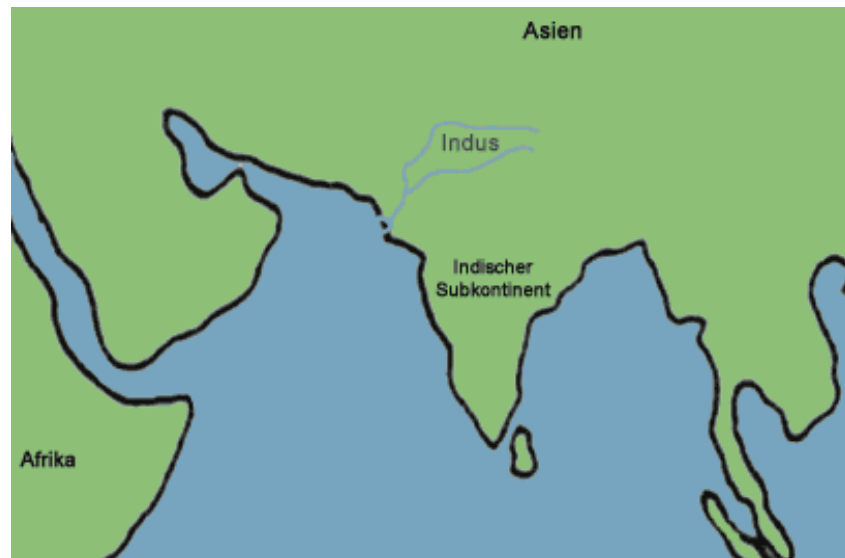 Asien
Indus
Indischer
Subkontinent
Afrika